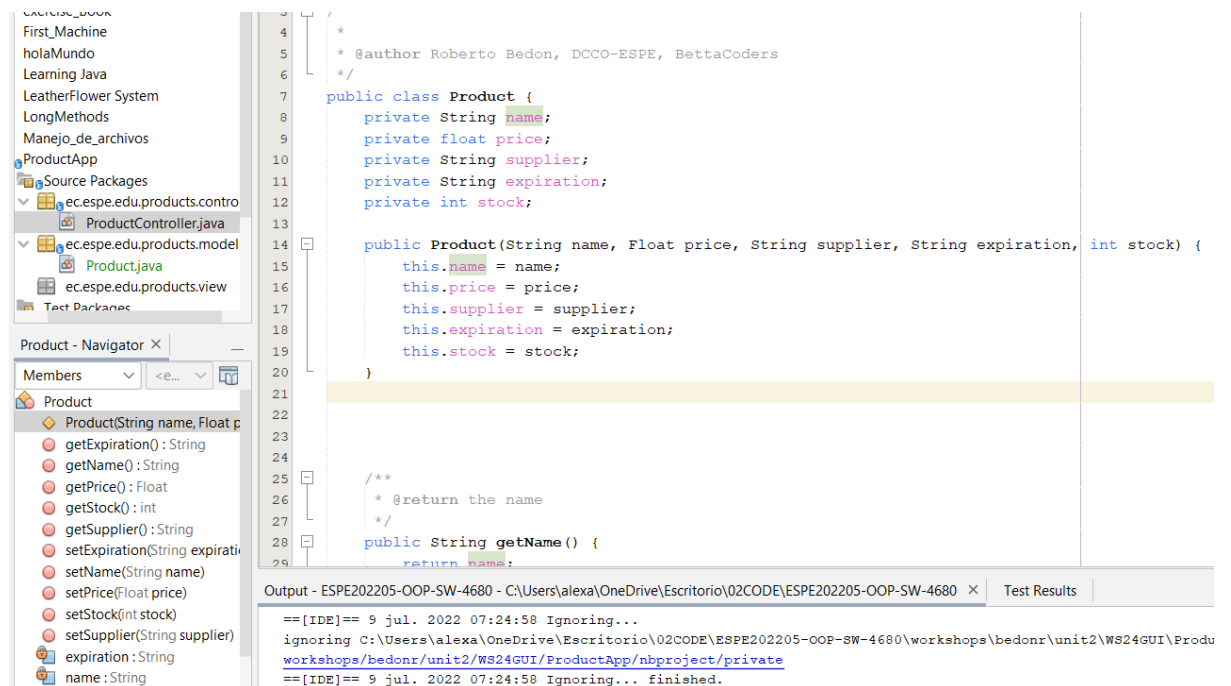 First_Machine
holaMundo
Learning Java
LeatherFlower System
LongMethods
Manejo_de_archivos
ProductApp
Source Packages
ec.espe.edu.products.contro
ProductController.java
ec.espe.edu.products.model
Product.java
ec.espe.edu.products.view
Test Packages
Product - Navigator ×
Members
<e...
Product
Product(String name, Float p
getExpiration() : String
getName() : String
getPrice() : Float
getStock() : int
getSupplier() : String
setExpiration(String expirati
setName(String name)
setPrice(Float price)
setStock(int stock)
setSupplier(String supplier)
expiration : String
name : String
3 /
4 *
5 * @author Roberto Bedon, DCCO-ESPE, BettaCoders
6 */
7 public class Product {
8 private String name;
9 private float price;
10 private String supplier;
11 private String expiration;
12 private int stock;
13
14 public Product(String name, Float price, String supplier, String expiration, int stock) {
15 this.name = name;
16 this.price = price;
17 this.supplier = supplier;
18 this.expiration = expiration;
19 this.stock = stock;
20 }
21
22
23
24
25 /**
26 * @return the name
27 */
28 public String getName() {
29 return name;
Output - ESPE202205-OOP-SW-4680 - C:\Users\alexa\OneDrive\Escritorio\02CODE\ESPE202205-OOP-SW-4680 × Test Results
==[IDE]== 9 jul. 2022 07:24:58 Ignoring...
ignoring C:\Users\alexa\OneDrive\Escritorio\02CODE\ESPE202205-OOP-SW-4680\workshops\bedonr\unit2\WS24GUI\Produ
workshops/bedonr/unit2/WS24GUI/ProductApp/nbproject/private
==[IDE]== 9 jul. 2022 07:24:58 Ignoring... finished.